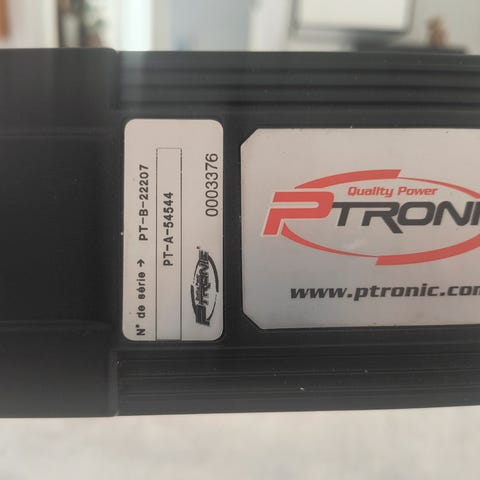 N° de série → PT-B-22207
PT-A-54544
0003376
PTRONIC
Quality Power
PTRONIC
www.ptronic.com